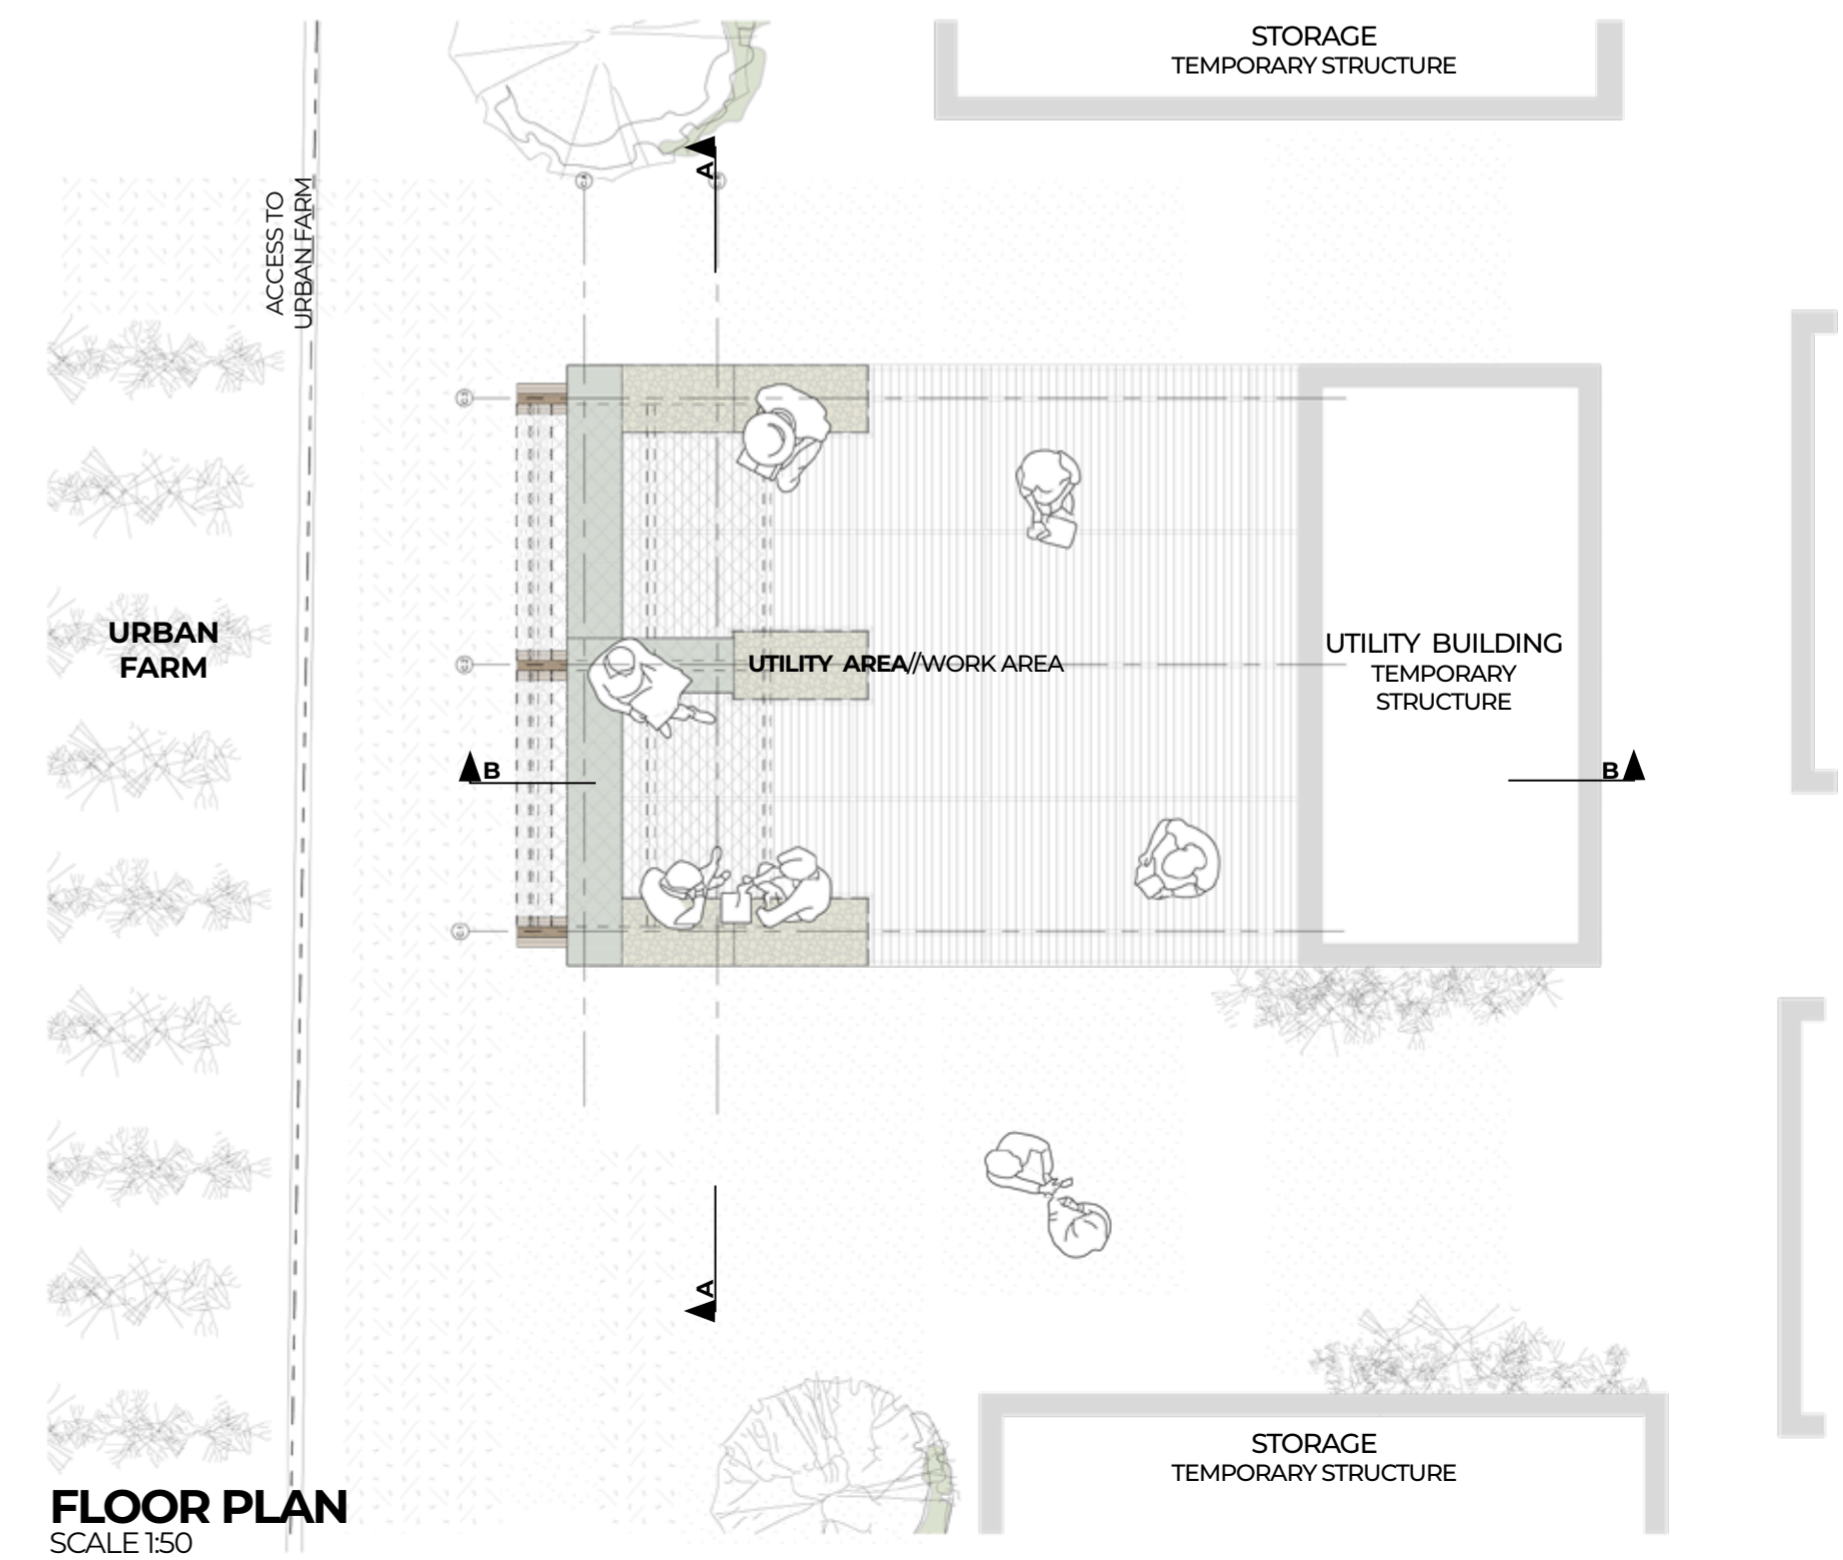 STORAGE
TEMPORARY STRUCTURE
A
ACCESS TO
URBAN FARM
URBAN
FARM
UTILITY AREA//WORK AREA
UTILITY BUILDING
TEMPORARY
STRUCTURE
B
B
A
STORAGE
TEMPORARY STRUCTURE
FLOOR PLAN
SCALE 1:50